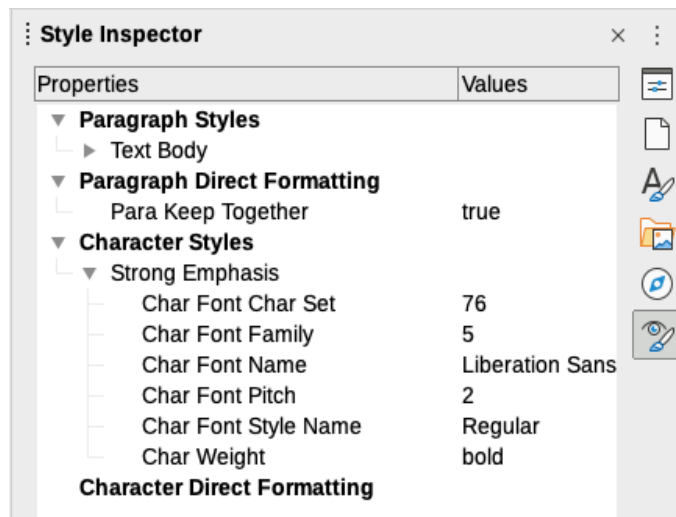 Style Inspector
Properties Values
Paragraph Styles
Text Body
Paragraph Direct Formatting
Para Keep Together true
Character Styles
Strong Emphasis
Char Font Char Set 76
Char Font Family 5
Char Font Name Liberation Sans
Char Font Pitch 2
Char Font Style Name Regular
Char Weight bold
Character Direct Formatting